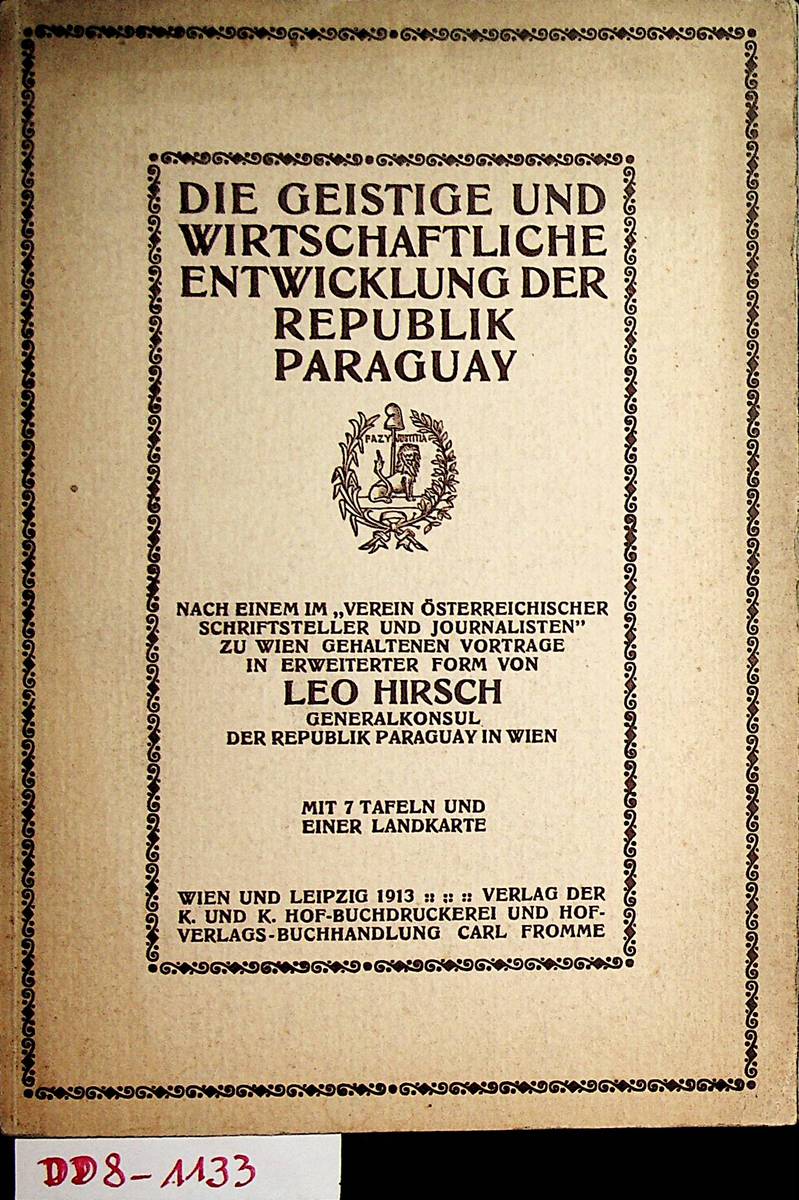 DIE GEISTIGE UND
WIRTSCHAFTLICHE
ENTWICKLUNG DER
REPUBLIK
PARAGUAY
PAZ Y JUSTITIA
NACH EINEM IM „VEREIN ÖSTERREICHISCHER
SCHRIFTSTELLER UND JOURNALISTEN”
ZU WIEN GEHALTENEN VORTRAGE
IN ERWEITERTER FORM VON
LEO HIRSCH
GENERALKONSUL
DER REPUBLIK PARAGUAY IN WIEN
MIT 7 TAFELN UND
EINER LANDKARTE
WIEN UND LEIPZIG 1913 :: :: :: VERLAG DER
K. UND K. HOF-BUCHDRUCKEREI UND HOF-
VERLAGS-BUCHHANDLUNG CARL FROMME
DD8-1133